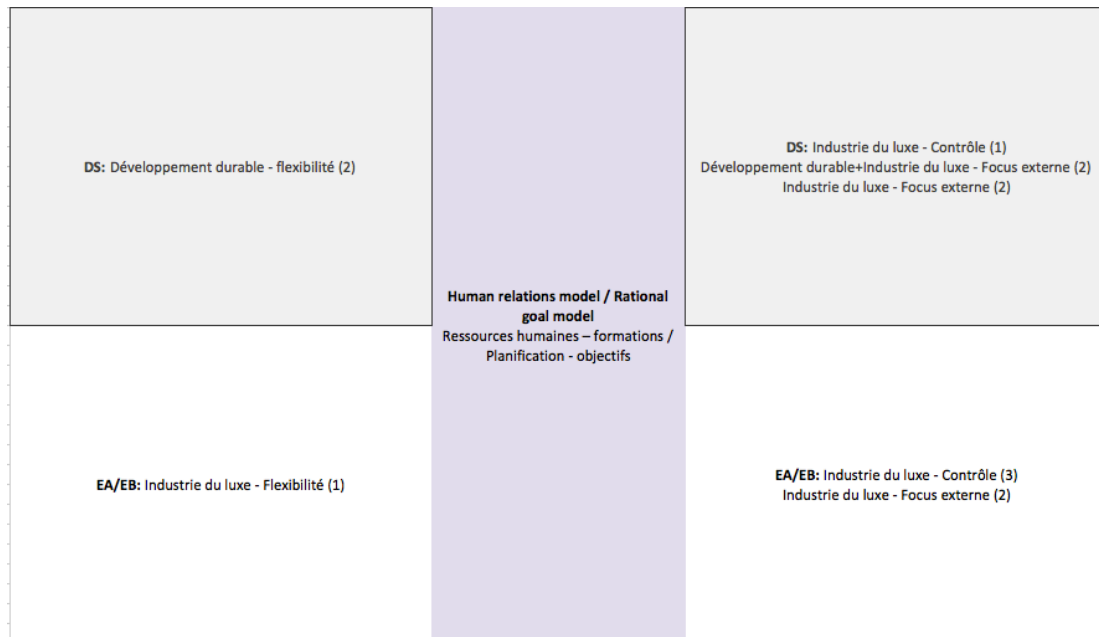 DS: Développement durable - flexibilité (2)
DS: Industrie du luxe - Contrôle (1)
Développement durable+Industrie du luxe - Focus externe (2)
Industrie du luxe - Focus externe (2)
Human relations model / Rational
goal model
Ressources humaines – formations /
Planification - objectifs
EA/EB: Industrie du luxe - Flexibilité (1)
EA/EB: Industrie du luxe - Contrôle (3)
Industrie du luxe - Focus externe (2)